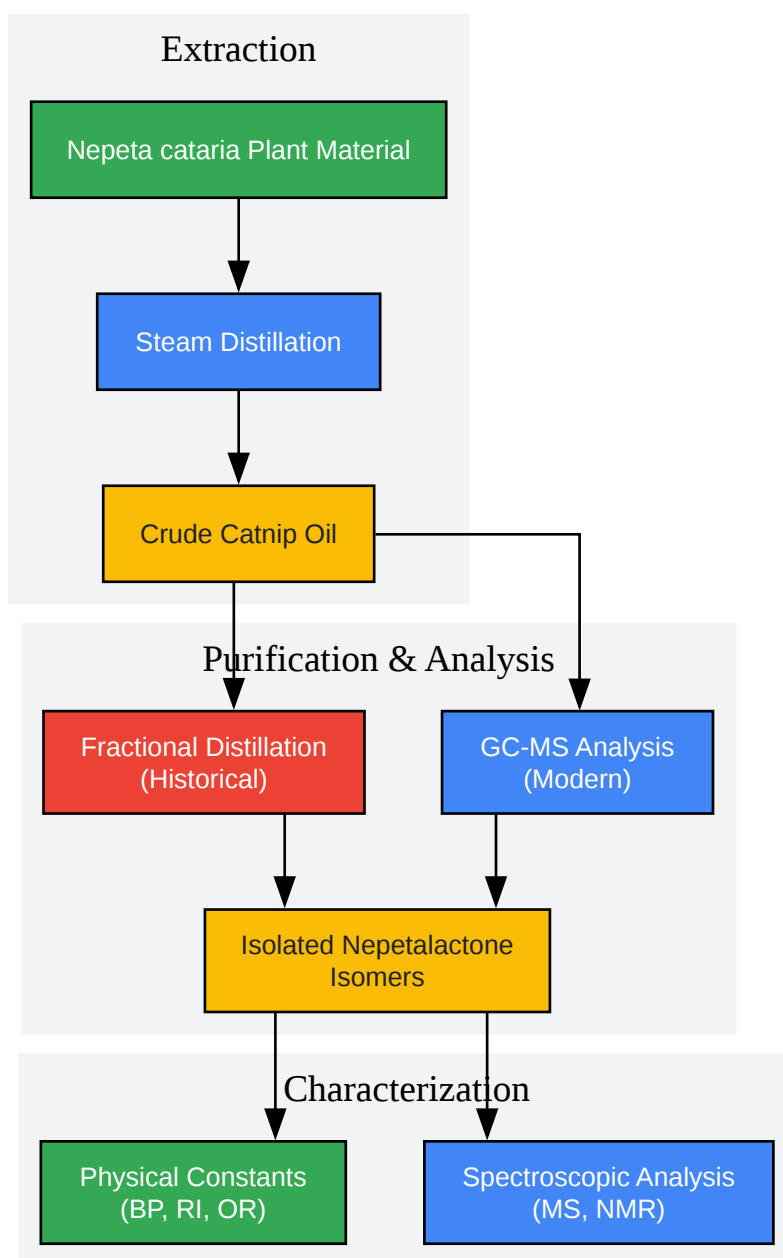 Extraction
Nepeta cataria Plant Material
Steam Distillation
Crude Catnip Oil
Purification & Analysis
Fractional Distillation
(Historical)
GC-MS Analysis
(Modern)
Isolated Nepetalactone
Isomers
Characterization
Physical Constants
(BP, RI, OR)
Spectroscopic Analysis
(MS, NMR)